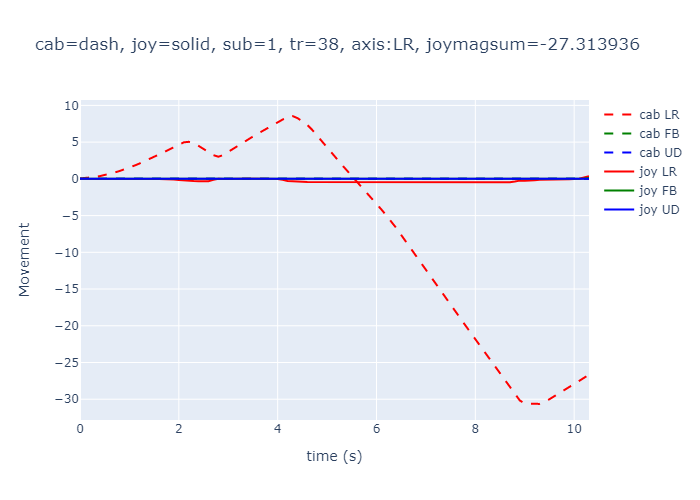 cab=dash, joy=solid, sub=1, tr=38, axis:LR, joymagsum=-27.313936
10
5
0
−5
−10
−15
−20
−25
−30
Movement
0
2
4
6
8
10
time (s)
cab LR
cab FB
cab UD
joy LR
joy FB
joy UD